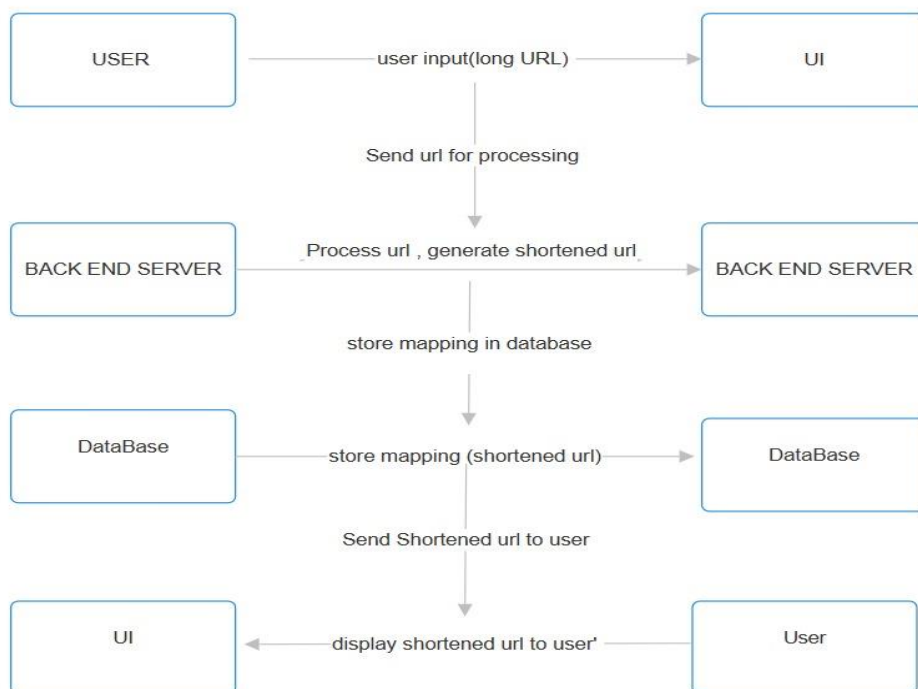 USER
user input(long URL)
UI
Send url for processing
BACK END SERVER
Process url , generate shortened url
BACK END SERVER
store mapping in database
DataBase
store mapping (shortened url)
DataBase
Send Shortened url to user
UI
display shortened url to user'
User